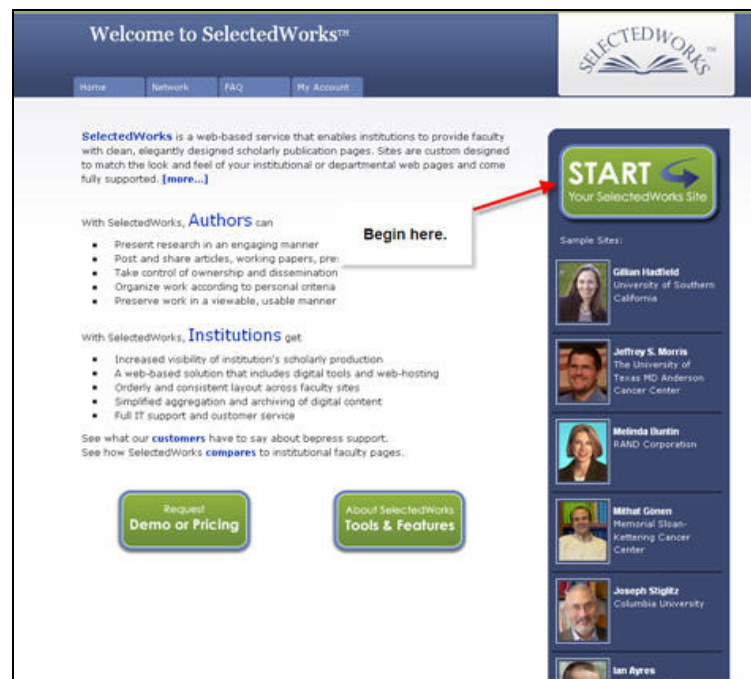 Welcome to SelectedWorks™
SELECTEDWORKS™
Home Network FAQ My Account
SelectedWorks is a web-based service that enables institutions to provide faculty
with clean, elegantly designed scholarly publication pages. Sites are custom designed
to match the look and feel of your institutional or departmental web pages and come
fully supported. [more...]
With SelectedWorks, Authors can
▪ Present research in an engaging manner
▪ Post and share articles, working papers,
▪ Take control of ownership and dissemination
▪ Organize work according to personal criteria
▪ Preserve work in a viewable, usable manner
Begin here.
With SelectedWorks, Institutions get
▪ Increased visibility of institution's scholarly production
▪ A web-based solution that includes digital tools and web-hosting
▪ Orderly and consistent layout across faculty sites
▪ Simplified aggregation and archiving of digital content
▪ Full IT support and customer service
See what our customers have to say about bepress support.
See how SelectedWorks compares to institutional faculty pages.
Request
Demo or Pricing
About SelectedWorks
Tools & Features
START
Your SelectedWorks Site
Sample Sites:
Gillian Hadfield
University of Southern
California
Jeffrey S. Morris
The University of
Texas MD Anderson
Cancer Center
Melinda Buntin
RAND Corporation
Mithat Gonen
Memorial Sloan-
Kettering Cancer
Center
Joseph Stiglitz
Columbia University
Ian Ayres